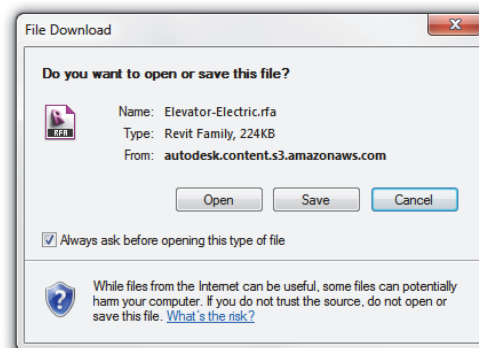 File Download
x
Do you want to open or save this file?
Name: Elevator-Electric.rfa
RFA
Type: Revit Family, 224KB
From: autodesk.content.s3.amazonaws.com
Open Save Cancel
Always ask before opening this type of file
While files from the Internet can be useful, some files can potentially
harm your computer. If you do not trust the source, do not open or
save this file. What's the risk?